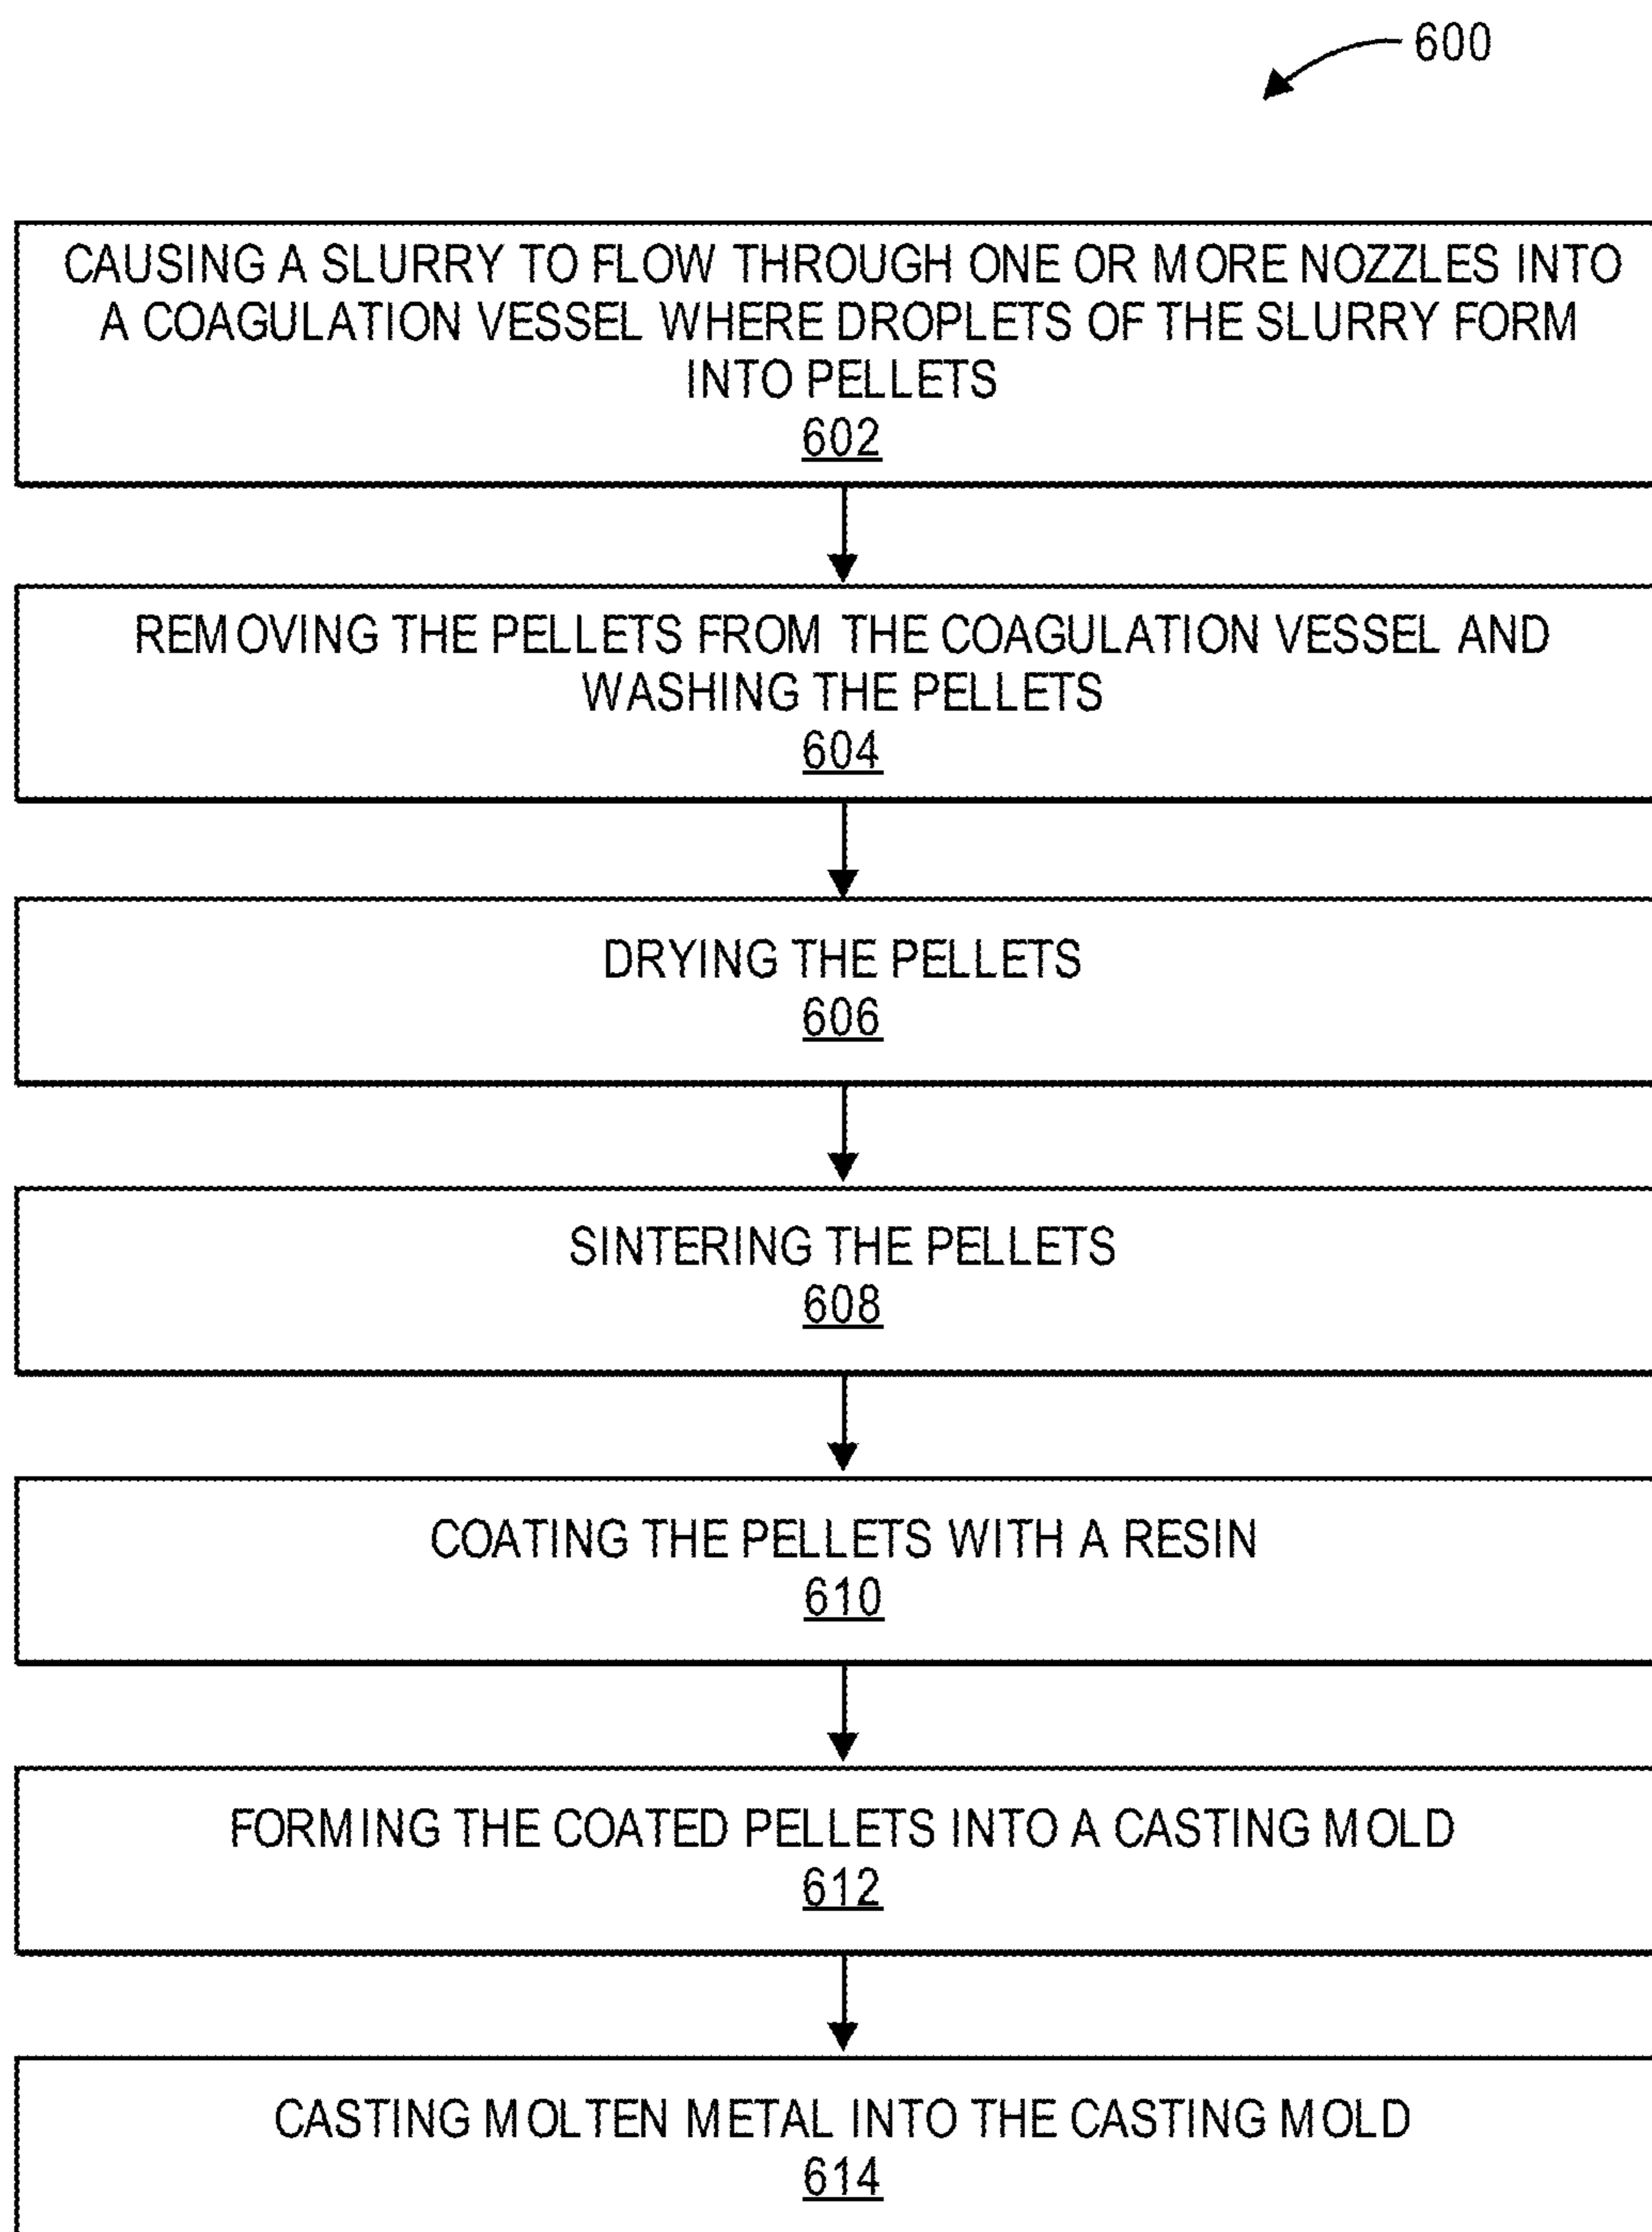 600
CAUSING A SLURRY TO FLOW THROUGH ONE OR MORE NOZZLES INTO
A COAGULATION VESSEL WHERE DROPLETS OF THE SLURRY FORM
INTO PELLETS
602
REMOVING THE PELLETS FROM THE COAGULATION VESSEL AND
WASHING THE PELLETS
604
DRYING THE PELLETS
606
SINTERING THE PELLETS
608
COATING THE PELLETS WITH A RESIN
610
FORMING THE COATED PELLETS INTO A CASTING MOLD
612
CASTING MOLTEN METAL INTO THE CASTING MOLD
614